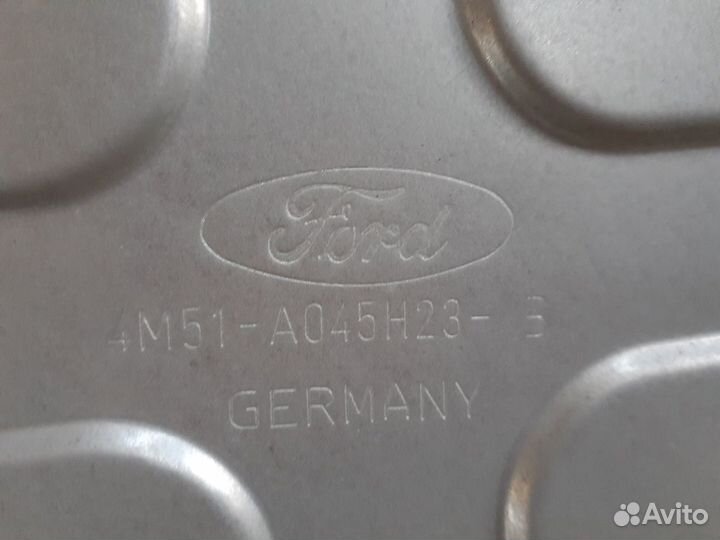 Ford
4M51-A045H23- B
GERMANY
Avito